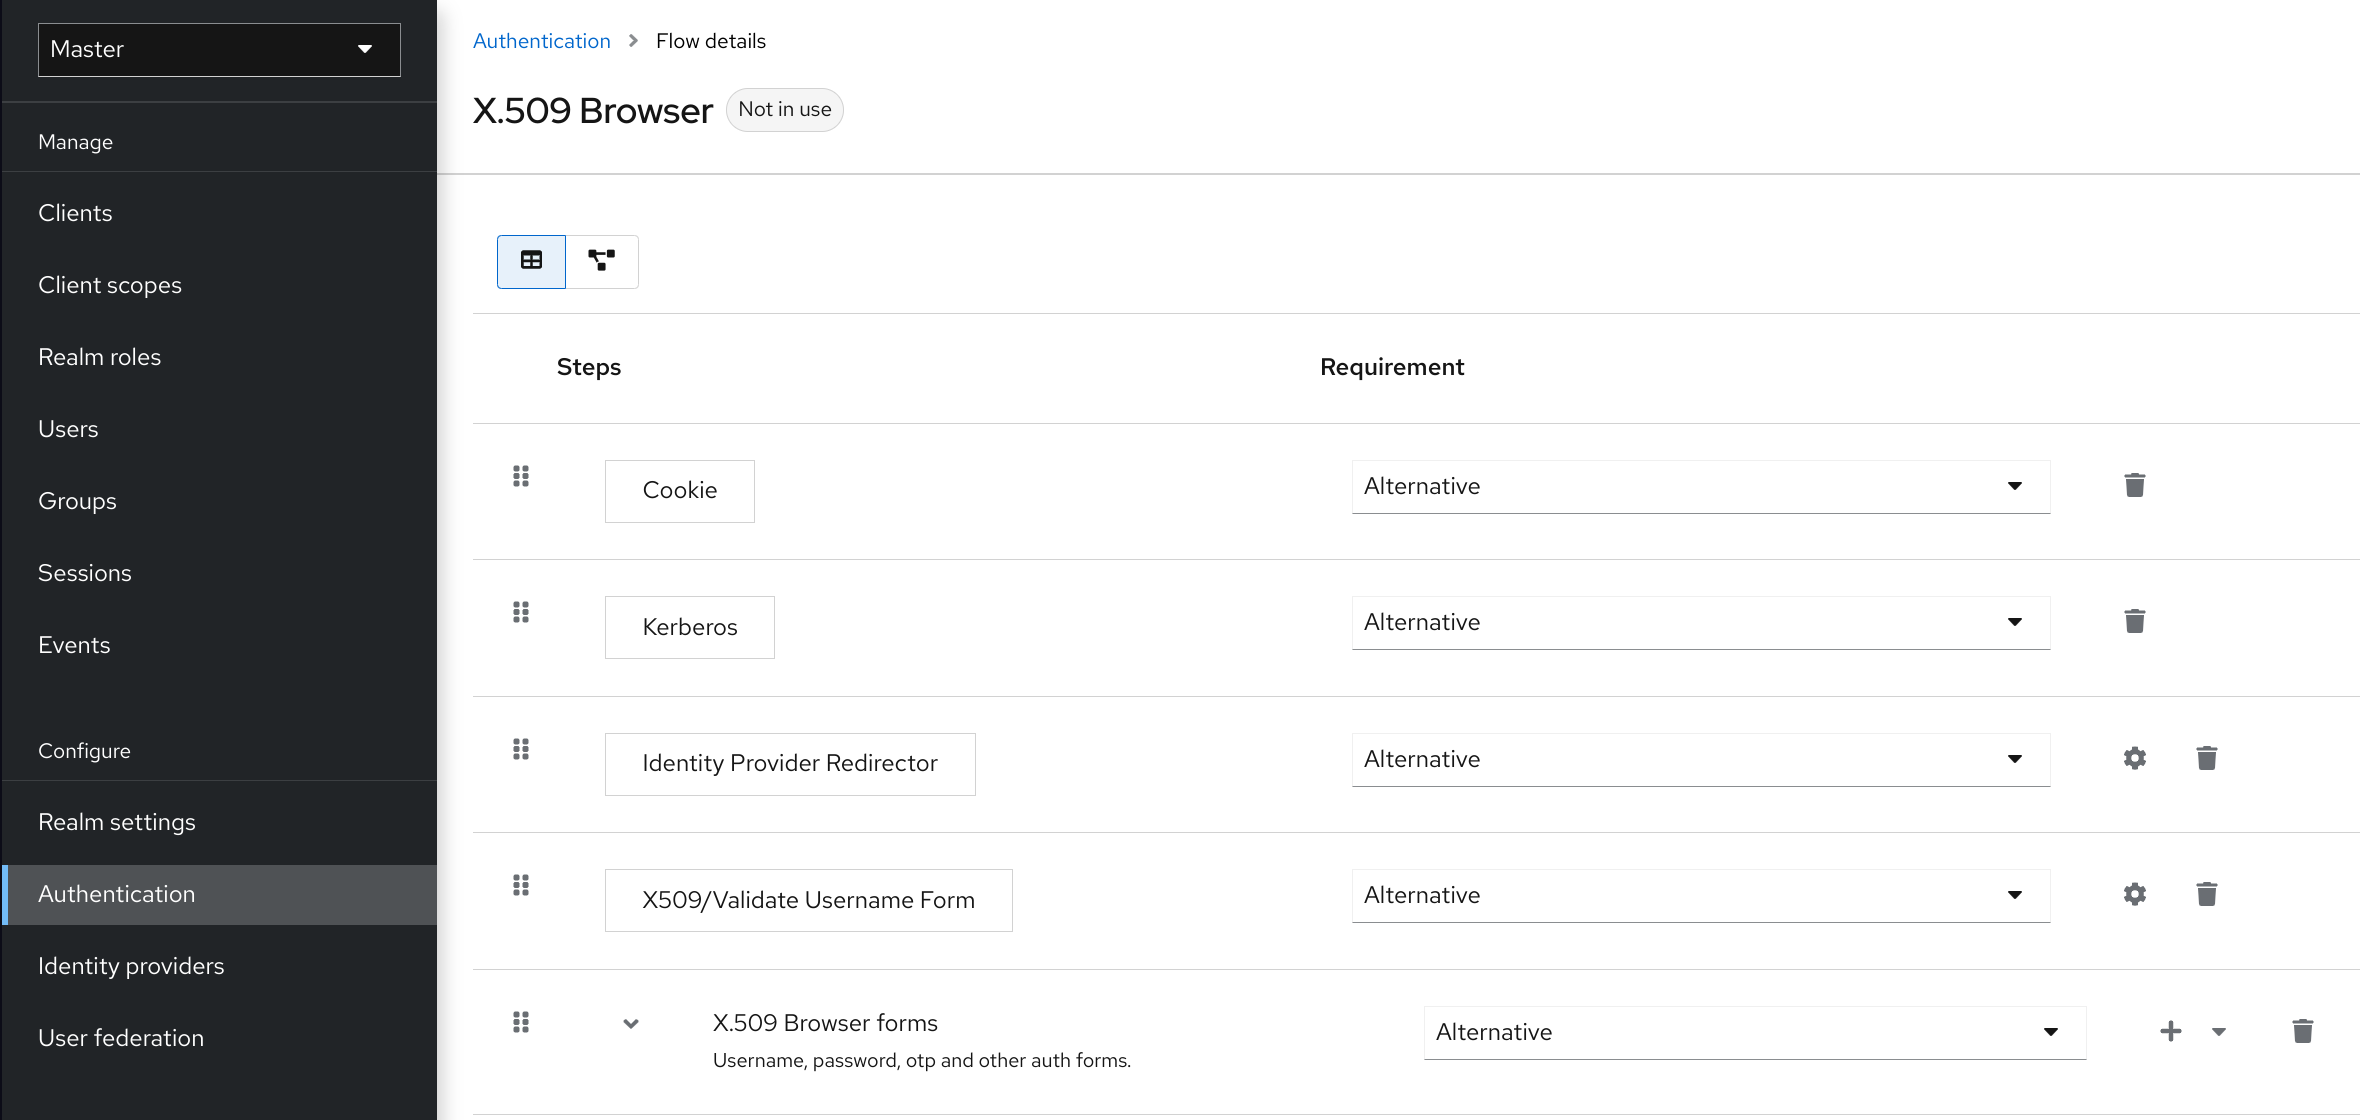 Master
Manage
Clients
Client scopes
Realm roles
Users
Groups
Sessions
Events
Configure
Realm settings
Authentication
Identity providers
User federation
Authentication > Flow details
X.509 Browser Not in use
Steps Requirement
Cookie Alternative
Kerberos Alternative
Identity Provider Redirector Alternative
X509/Validate Username Form Alternative
X.509 Browser forms Alternative
Username, password, otp and other auth forms.